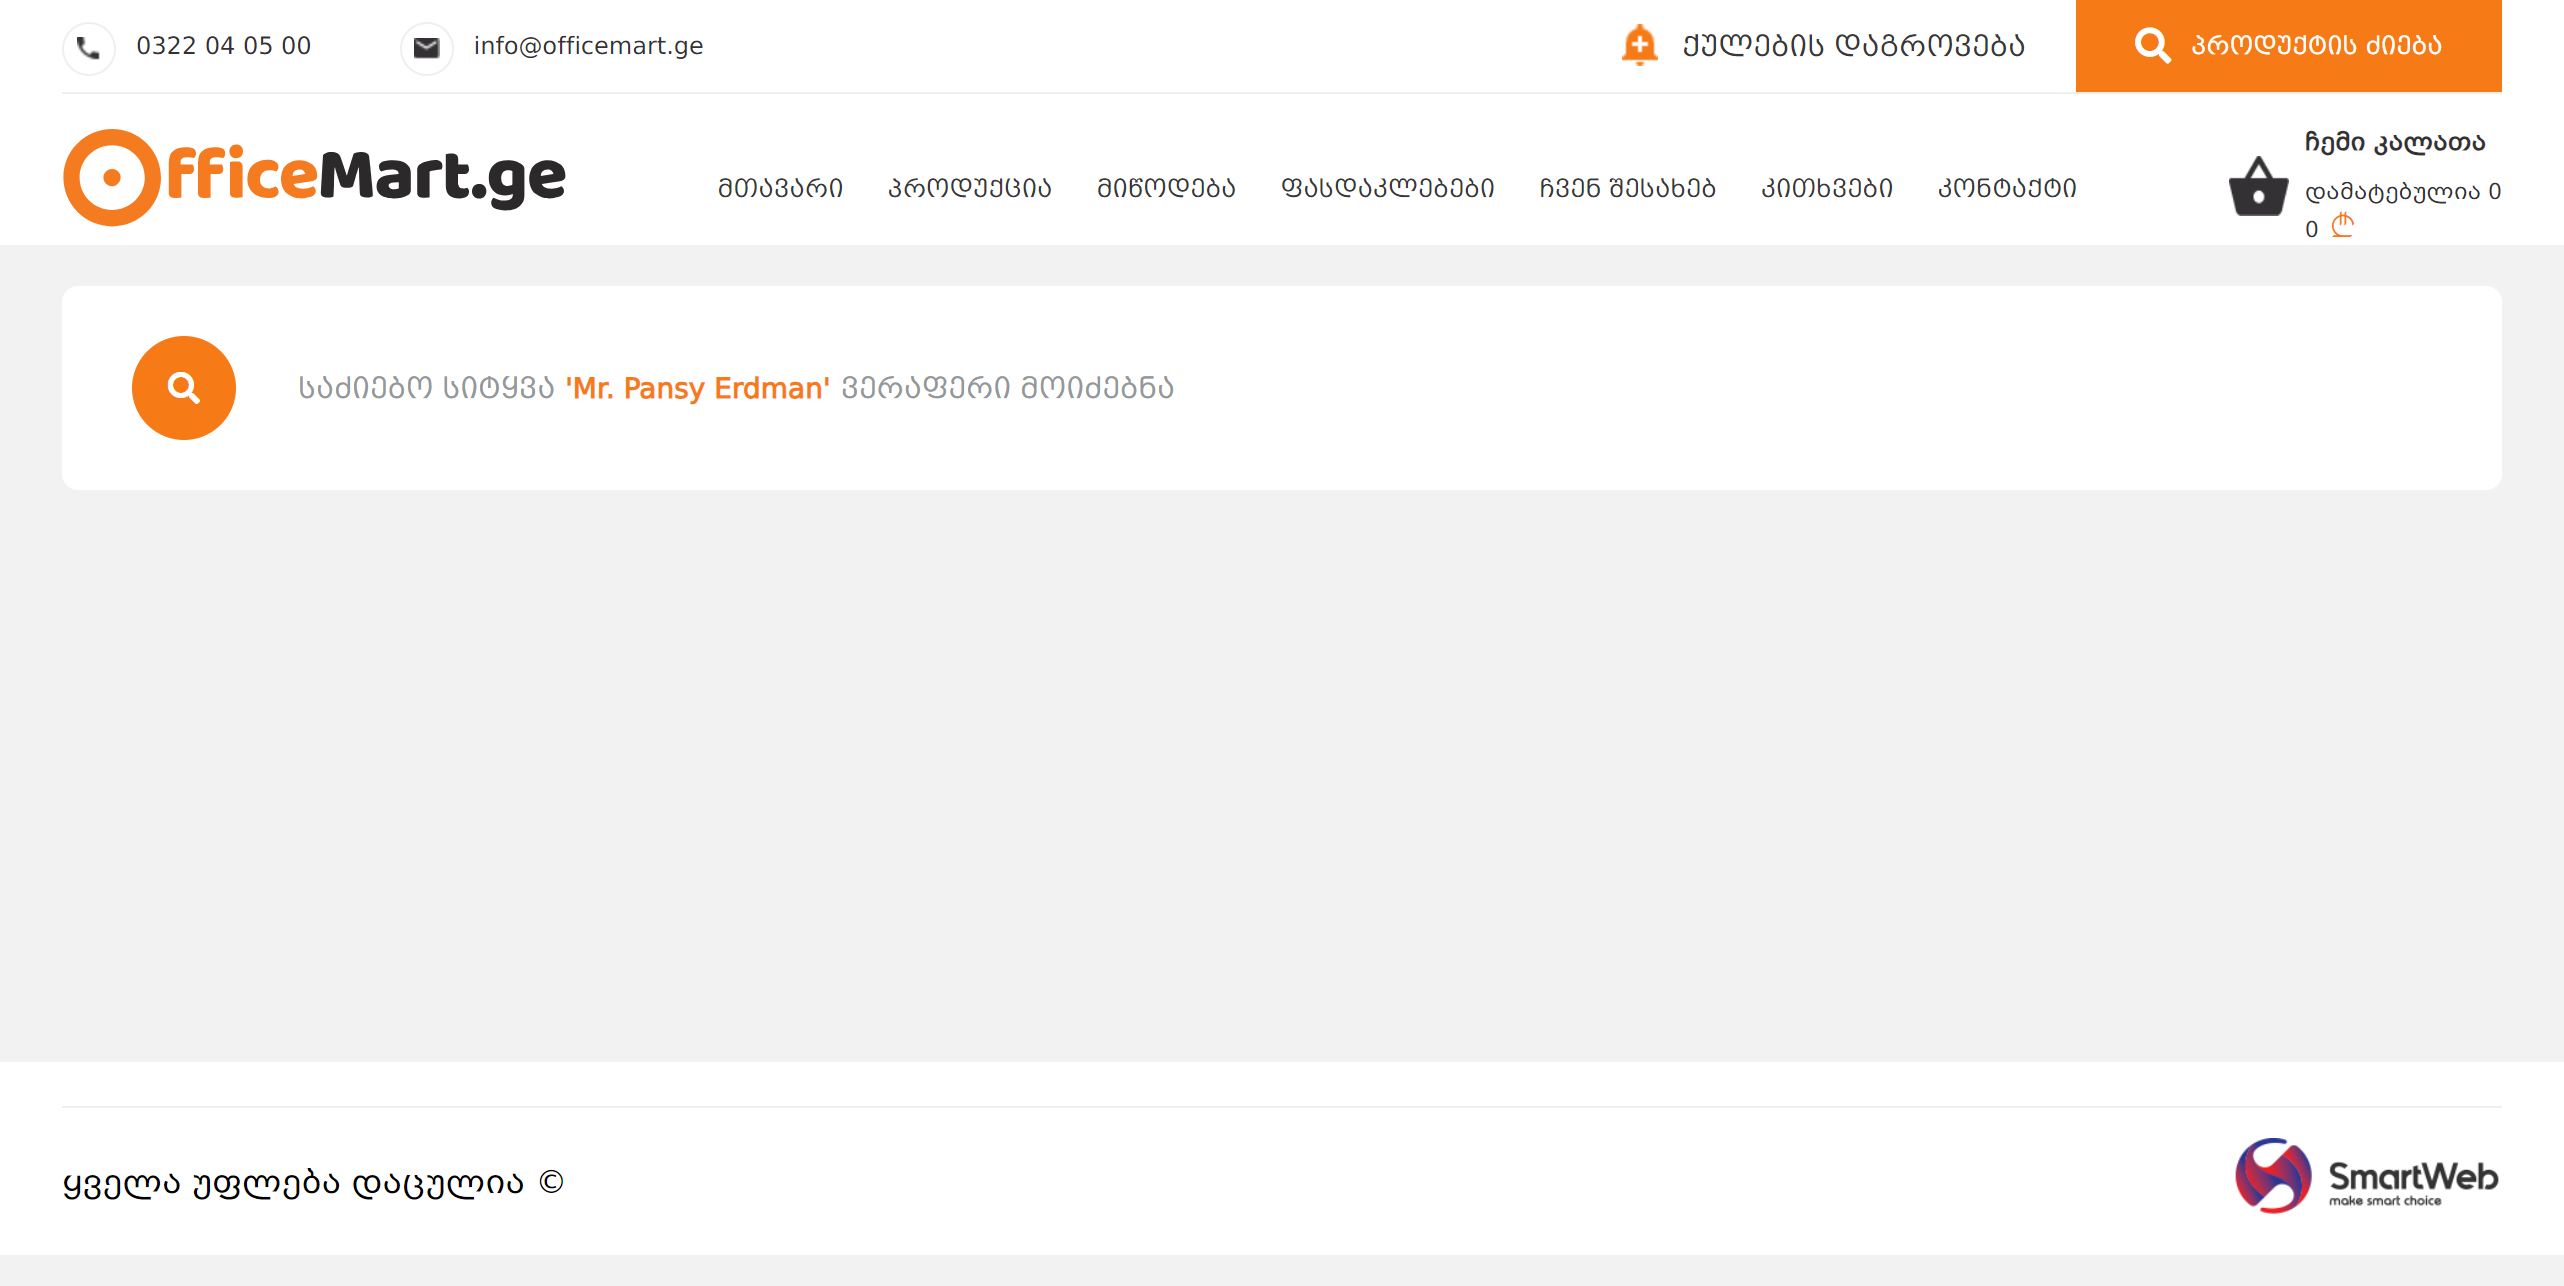 0322 04 05 00
info@officemart.ge
ქულების დაგროვება
პროდუქტის ძიება
OfficeMart.ge
მთავარი
პროდუქცია
მიწოდება
ფასდაკლებები
ჩვენ შესახებ
კითხვები
კონტაქტი
ჩემი კალათა
დამატებულია 0
0 ₾
საძიებო სიტყვა 'Mr. Pansy Erdman' ვერაფერი მოიძებნა
ყველა უფლება დაცულია ©
SmartWeb
make smart choice